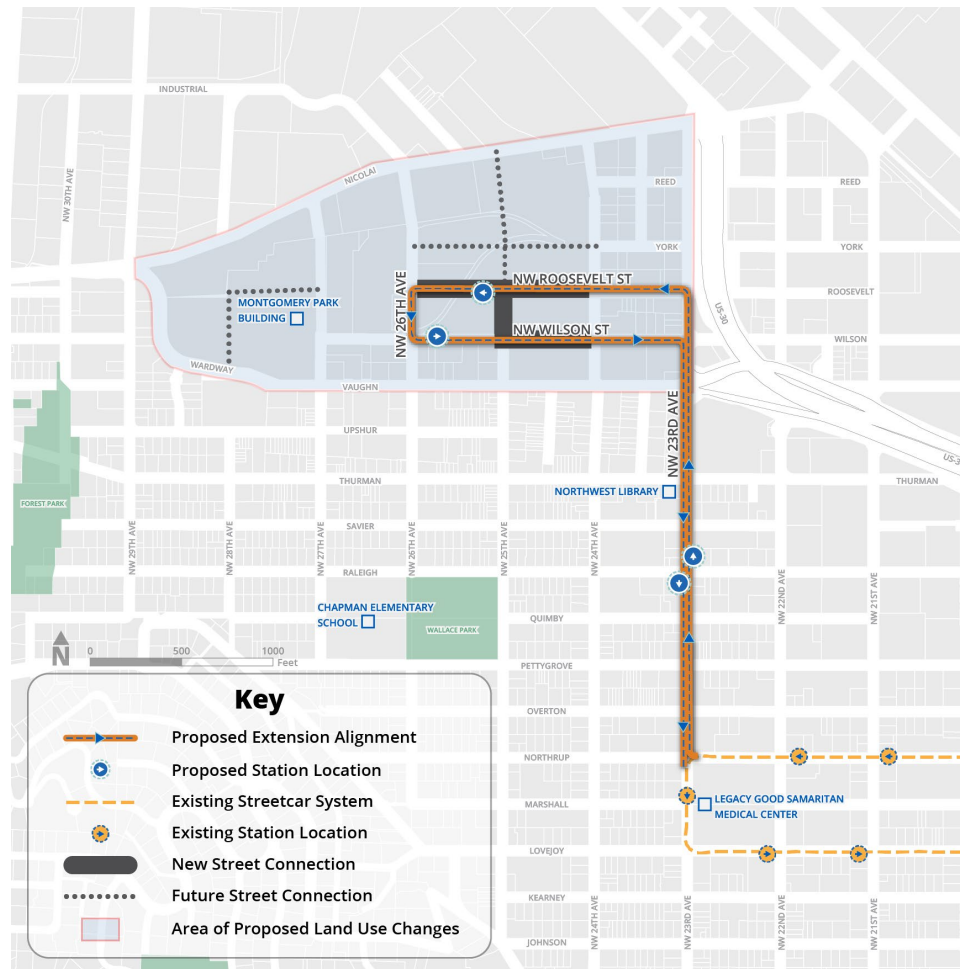 INDUSTRIAL
NW 30TH AVE
NICOLAI
REED
REED
YORK
YORK
NW ROOSEVELT ST
ROOSEVELT
US-30
MONTGOMERY PARK
BUILDING
NW 26TH AVE
NW WILSON ST
WILSON
WARDWAY
VAUGHN
NW 23RD AVE
UPSHUR
US-3
THURMAN
THURMAN
NORTHWEST LIBRARY
FOREST PARK
SAVIER
NW 29TH AVE
NW 28TH AVE
NW 27TH AVE
NW 26TH AVE
NW 25TH AVE
NW 24TH AVE
RALEIGH
NW 22ND AVE
NW 21ST AVE
CHAPMAN ELEMENTARY
SCHOOL
WALLACE PARK
QUIMBY
N
0 500 1000
Feet
PETTYGROVE
OVERTON
NORTHRUP
MARSHALL
LEGACY GOOD SAMARITAN
MEDICAL CENTER
LOVEJOY
KEARNEY
NW 24TH AVE
NW 23RD AVE
NW 22ND AVE
NW 21ST AVE
JOHNSON
Key
Proposed Extension Alignment
Proposed Station Location
Existing Streetcar System
Existing Station Location
New Street Connection
Future Street Connection
Area of Proposed Land Use Changes